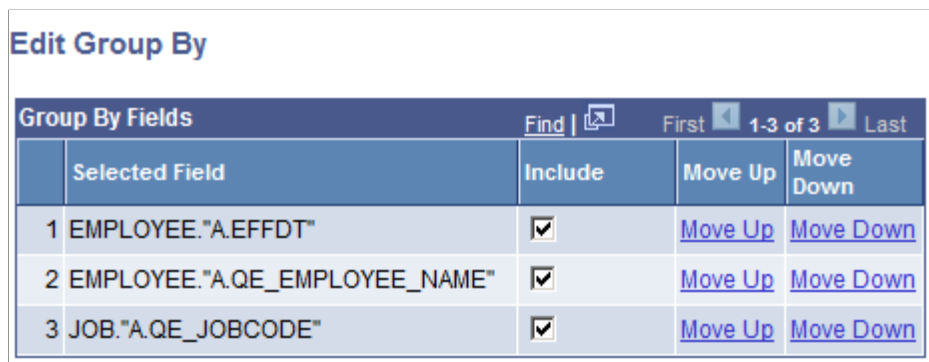 Edit Group By
Group By Fields Find | First 1-3 of 3 Last
Selected Field Include Move Up Move Down
1 EMPLOYEE."A.EFFDT" Move Up Move Down
2 EMPLOYEE."A.QE_EMPLOYEE_NAME" Move Up Move Down
3 JOB."A.QE_JOBCODE" Move Up Move Down